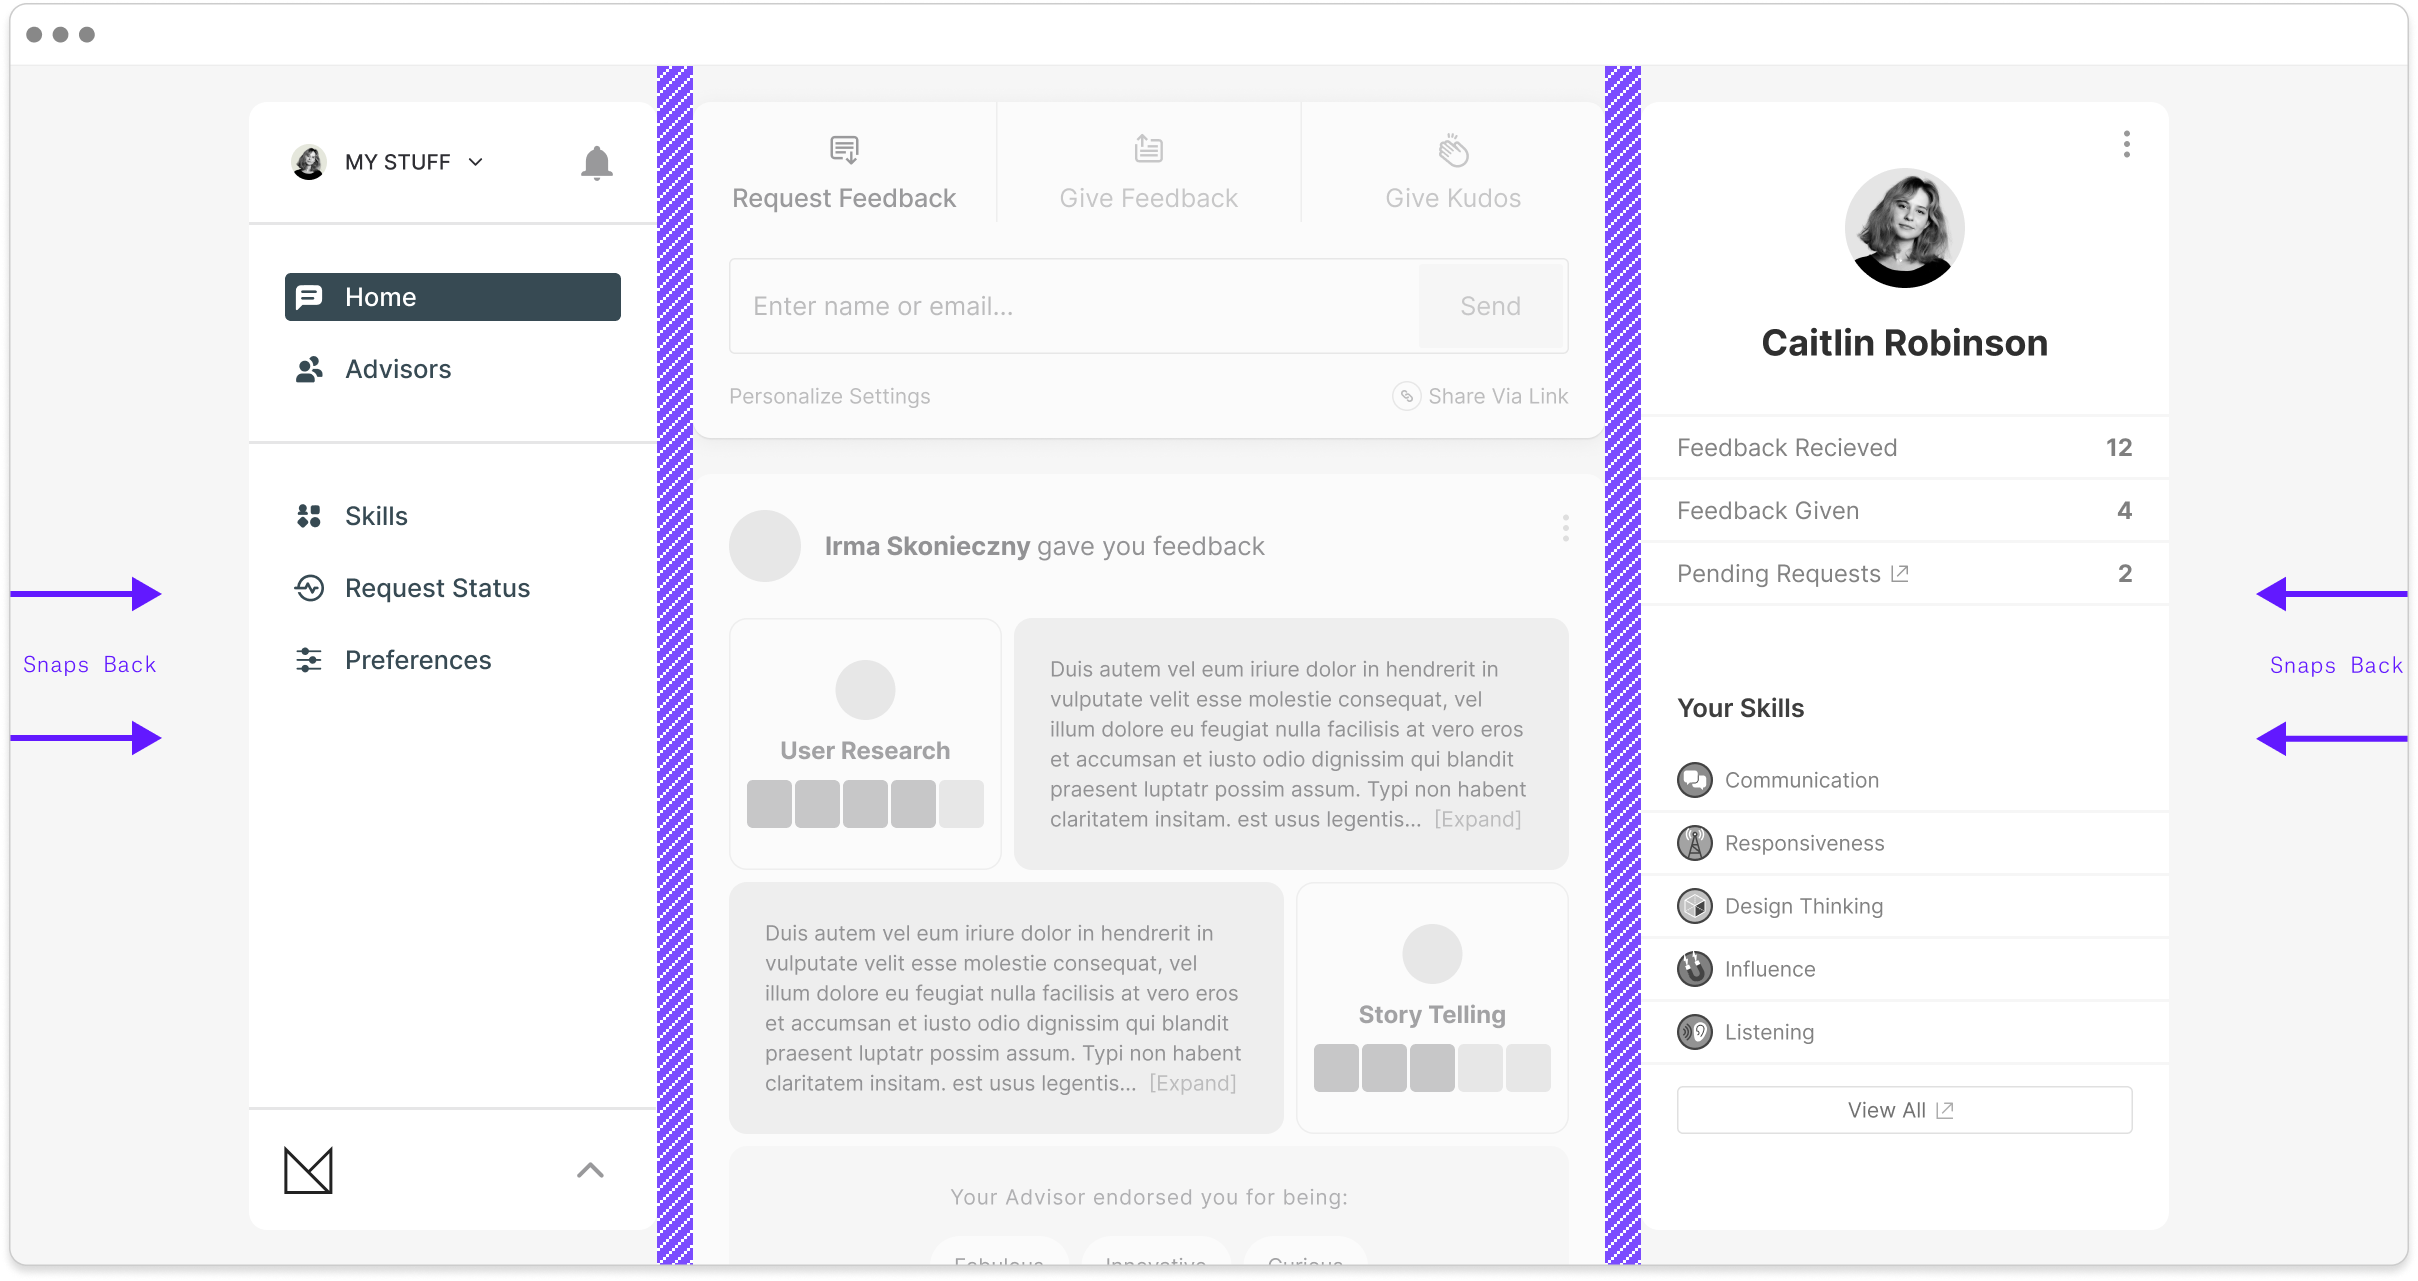 MY STUFF
Home
Advisors
Skills
Request Status
Preferences
Snaps Back
Request Feedback
Give Feedback
Give Kudos
Enter name or email...
Send
Personalize Settings
Share Via Link
Irma Skonieczny gave you feedback
User Research
Duis autem vel eum iriure dolor in hendrerit in
vulputate velit esse molestie consequat, vel
illum dolore eu feugiat nulla facilisis at vero eros
et accumsan et iusto odio dignissim qui blandit
praesent luptatr possim assum. Typi non habent
claritatem insitam. est usus legentis... [Expand]
Duis autem vel eum iriure dolor in hendrerit in
vulputate velit esse molestie consequat, vel
illum dolore eu feugiat nulla facilisis at vero eros
et accumsan et iusto odio dignissim qui blandit
praesent luptatr possim assum. Typi non habent
claritatem insitam. est usus legentis... [Expand]
Story Telling
Your Advisor endorsed you for being:
Fabulous
Innovative
Curious
Caitlin Robinson
Feedback Recieved 12
Feedback Given 4
Pending Requests 2
Your Skills
Communication
Responsiveness
Design Thinking
Influence
Listening
View All
Snaps Back